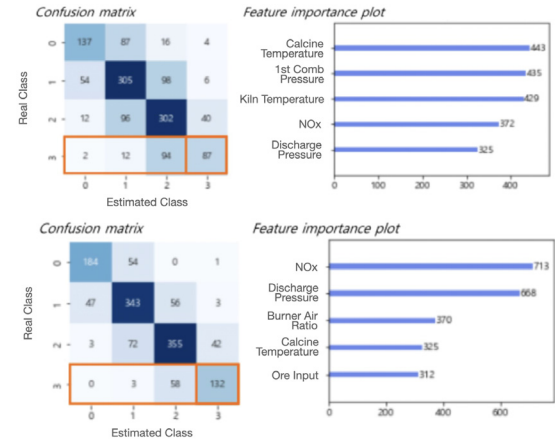 Confusion matrix
Feature importance plot
0 137 87 16 4
1 54 305 98 6
2 12 96 302 40
3 2 12 94 87
0 1 2 3
Real Class
Estimated Class
Calcine
Temperature
443
1st Comb
Pressure
435
Kiln Temperature
429
NOx
372
Discharge
Pressure
325
0 100 200 300 400
Confusion matrix
Feature importance plot
0 184 54 0 1
1 47 343 56 3
2 3 72 355 42
3 0 3 58 132
0 1 2 3
Real Class
Estimated Class
NOx
713
Discharge
Pressure
668
Burner Air
Ratio
370
Calcine
Temperature
325
Ore Input
312
0 200 400 600